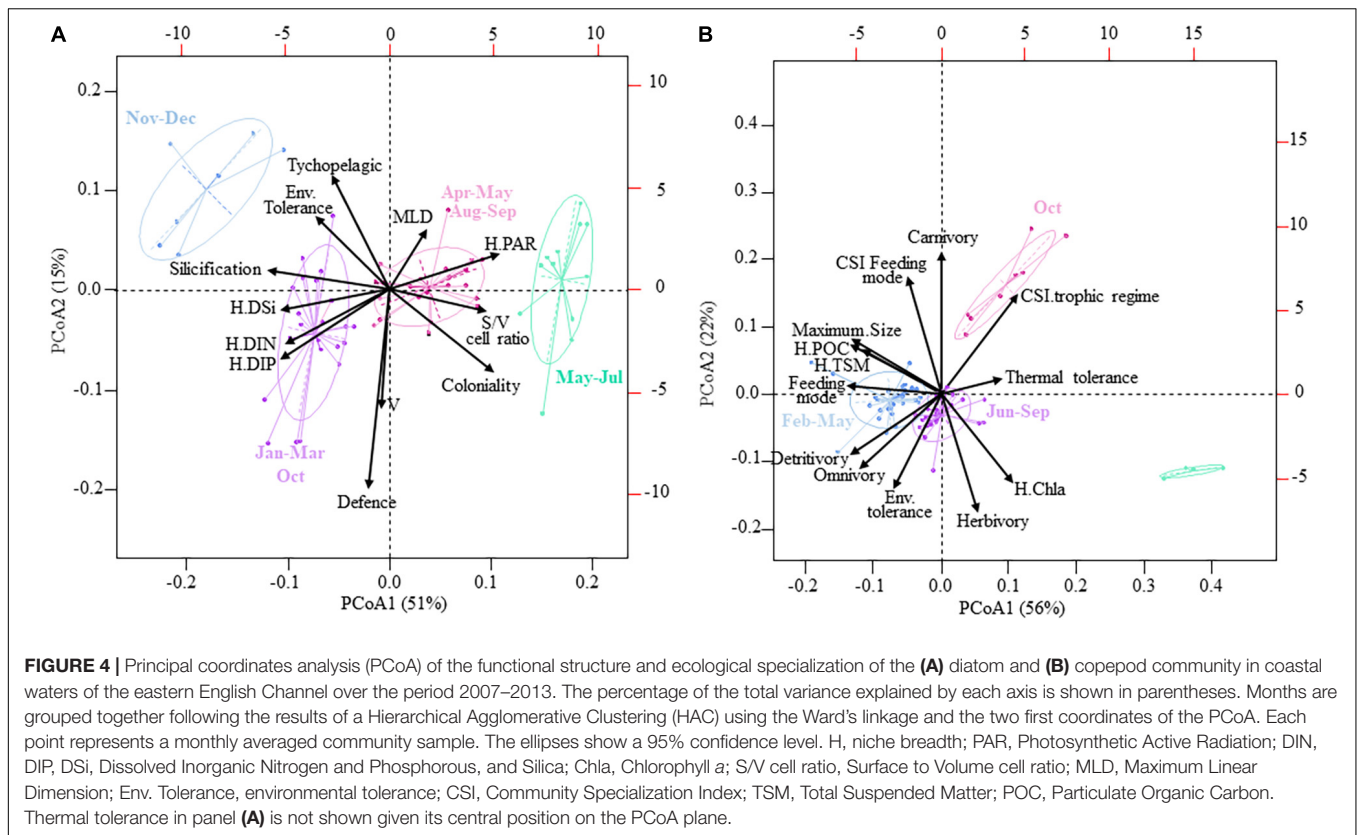 A
-10 -5 0 5 10
0.2
0.1
0.0
-0.1
-0.2
PCoA2 (15%)
10
5
0
-5
-10
Nov-Dec
Tychopelagic
Env.
Tolerance
MLD
Apr-May
Aug-Sep
H.PAR
Silicification
H.DSi
H.DIN
H.DIP
S/V
cell ratio
Coloniality
May-Jul
V
Jan-Mar
Oct
Defence
-0.2 -0.1 0.0 0.1 0.2
PCoA1 (51%)
B
-5 0 5 10 15
0.4
0.3
0.2
0.1
0.0
-0.1
-0.2
PCoA2 (22%)
15
10
5
0
-5
Oct
Carnivory
CSI Feeding
mode
CSI.trophic regime
Maximum.Size
H.POC
H.TSM
Feeding
mode
Thermal tolerance
Feb-May
Jun-Sep
Detritivory
Omnivory
Env.
tolerance
H.Chla
Herbivory
-0.2 -0.1 0.0 0.1 0.2 0.3 0.4
PCoA1 (56%)
FIGURE 4 | Principal coordinates analysis (PCoA) of the functional structure and ecological specialization of the (A) diatom and (B) copepod community in coastal
waters of the eastern English Channel over the period 2007–2013. The percentage of the total variance explained by each axis is shown in parentheses. Months are
grouped together following the results of a Hierarchical Agglomerative Clustering (HAC) using the Ward's linkage and the two first coordinates of the PCoA. Each
point represents a monthly averaged community sample. The ellipses show a 95% confidence level. H, niche breadth; PAR, Photosynthetic Active Radiation; DIN,
DIP, DSi, Dissolved Inorganic Nitrogen and Phosphorous, and Silica; Chla, Chlorophyll a; S/V cell ratio, Surface to Volume cell ratio; MLD, Maximum Linear
Dimension; Env. Tolerance, environmental tolerance; CSI, Community Specialization Index; TSM, Total Suspended Matter; POC, Particulate Organic Carbon.
Thermal tolerance in panel (A) is not shown given its central position on the PCoA plane.